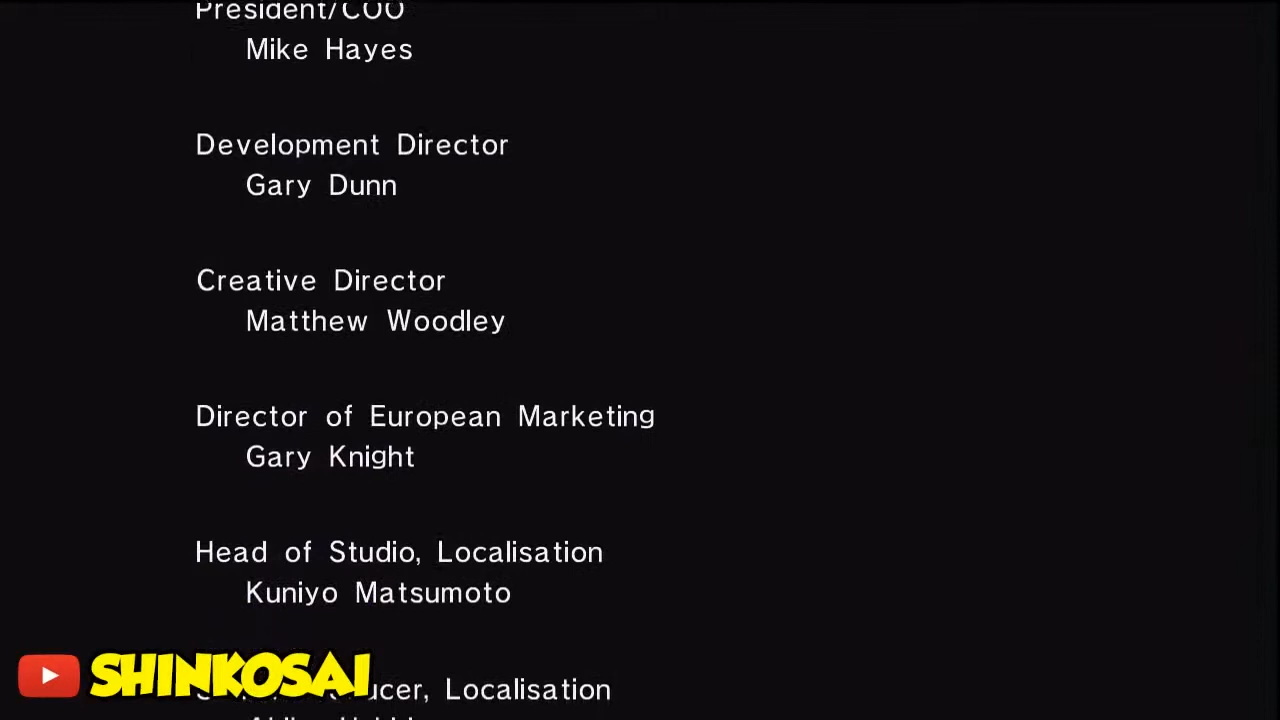 President/COO
Mike Hayes
Development Director
Gary Dunn
Creative Director
Matthew Woodley
Director of European Marketing
Gary Knight
Head of Studio, Localisation
Kuniyo Matsumoto
SHINKOSAI
Localisation